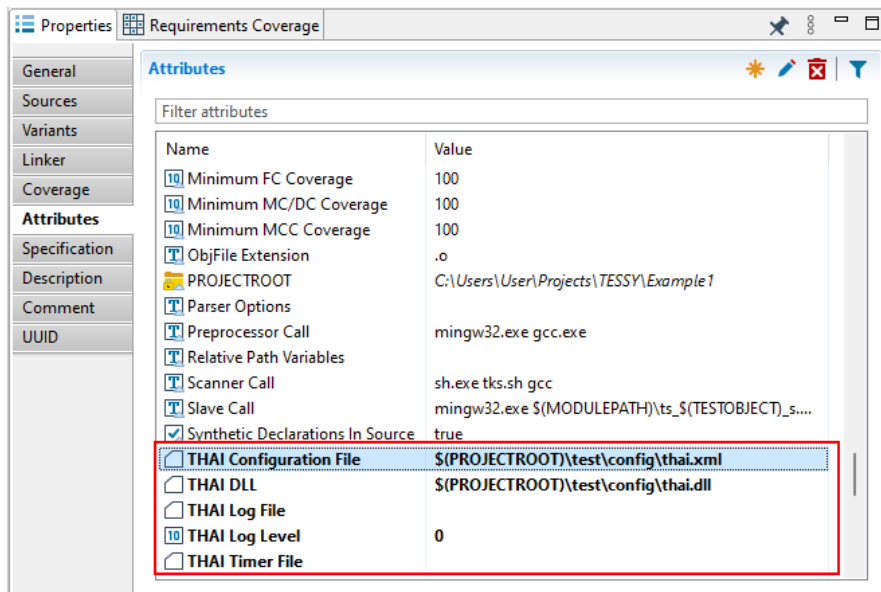 Properties Requirements Coverage
General
Sources
Variants
Linker
Coverage
Attributes
Specification
Description
Comment
UUID
Attributes
Filter attributes
Name Value
Minimum FC Coverage 100
Minimum MC/DC Coverage 100
Minimum MCC Coverage 100
ObjFile Extension .o
PROJECTROOT C:\Users\User\Projects\TESSY\Example1
Parser Options
Preprocessor Call mingw32.exe gcc.exe
Relative Path Variables
Scanner Call sh.exe tks.sh gcc
Slave Call mingw32.exe $(MODULEPATH)\ts_$(TESTOBJECT)_s....
Synthetic Declarations In Source true
THAI Configuration File $(PROJECTROOT)\test\config\thai.xml
THAI DLL $(PROJECTROOT)\test\config\thai.dll
THAI Log File
THAI Log Level 0
THAI Timer File